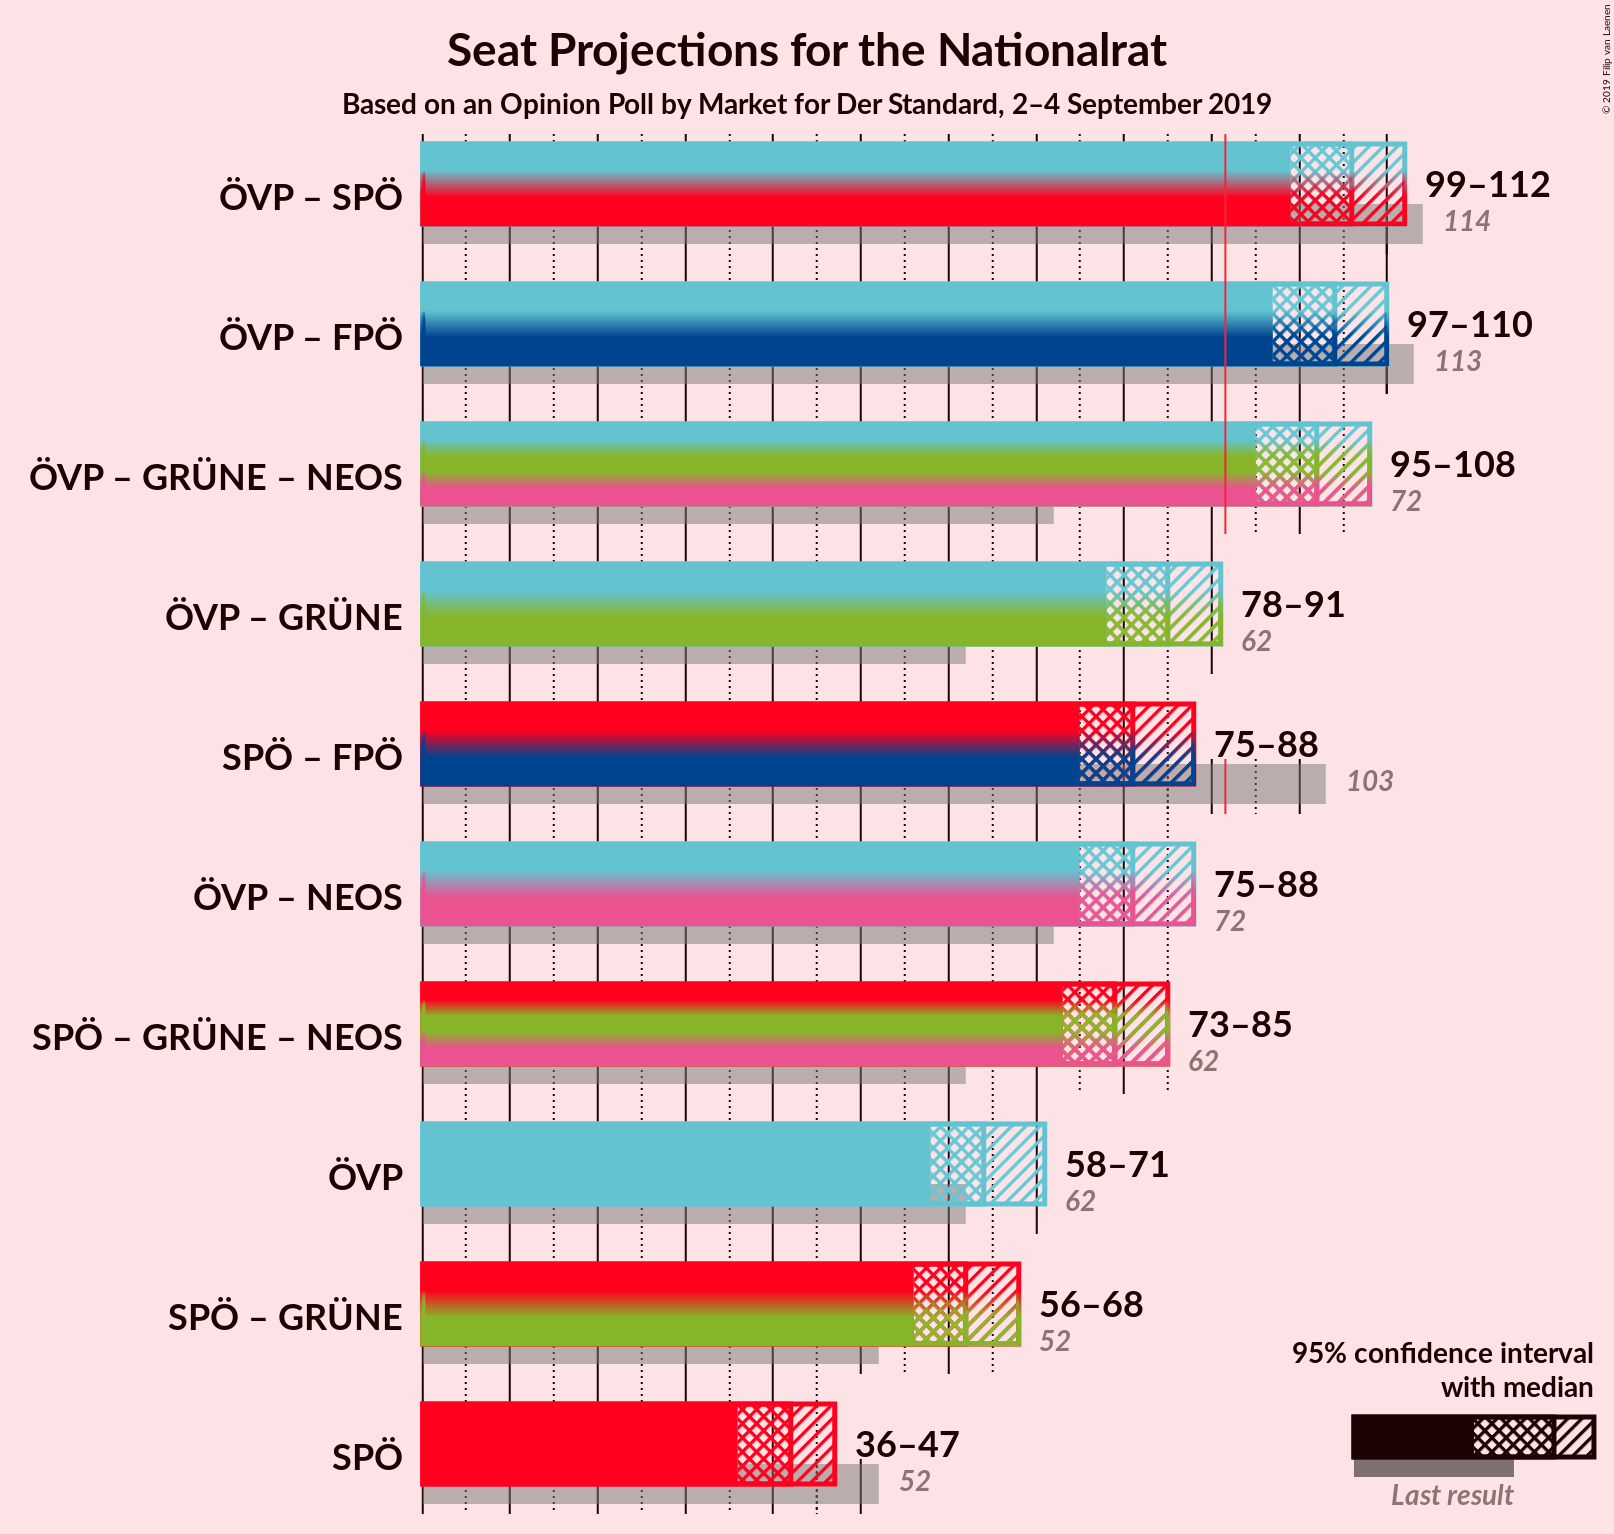 Seat Projections for the Nationalrat
Based on an Opinion Poll by Market for Der Standard, 2–4 September 2019
© 2019 Filip van Laenen
ÖVP – SPÖ
99–112
114
ÖVP – FPÖ
97–110
113
ÖVP – GRÜNE – NEOS
95–108
72
ÖVP – GRÜNE
78–91
62
SPÖ – FPÖ
75–88
103
ÖVP – NEOS
75–88
72
SPÖ – GRÜNE – NEOS
73–85
62
ÖVP
58–71
62
SPÖ – GRÜNE
56–68
52
SPÖ
36–47
52
95% confidence interval
with median
Last result